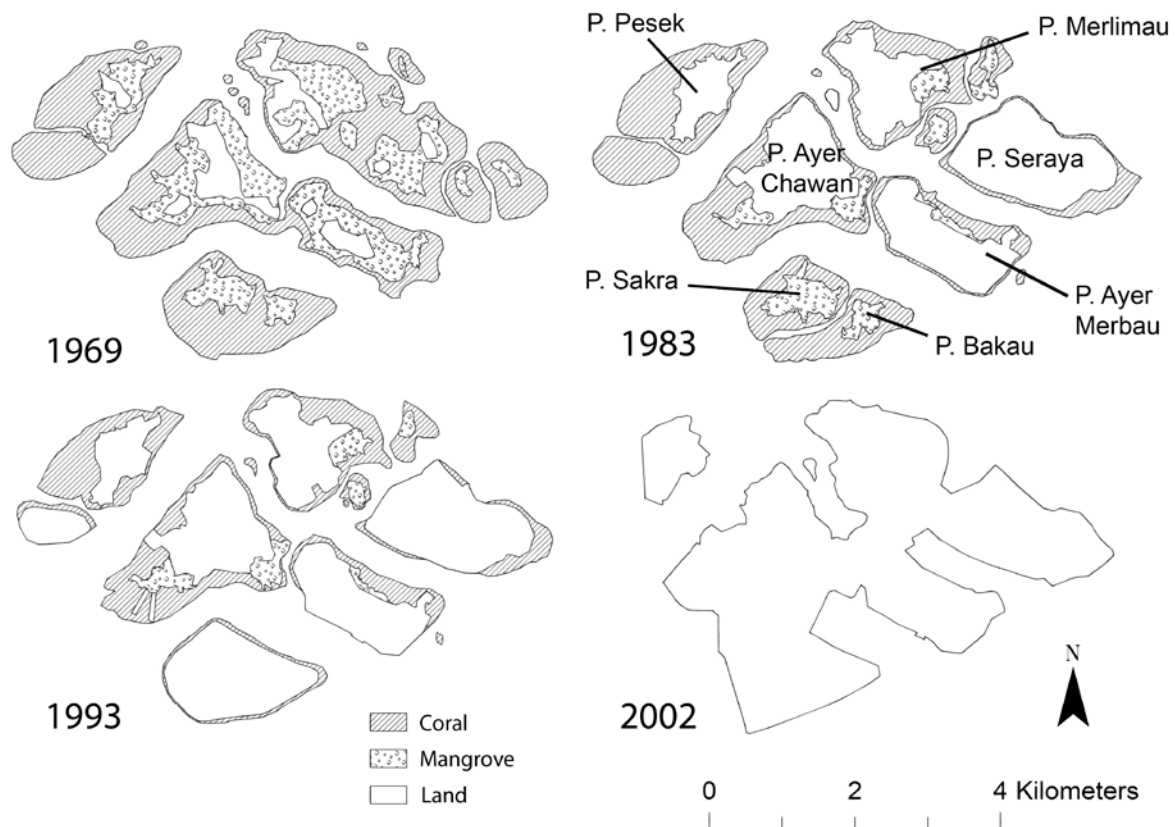 P. Pesek
P. Merlimau
P. Ayer
Chawan
P. Seraya
P. Sakra
P. Ayer
Merbau
P. Bakau
1969
1983
1993
2002
Coral
Mangrove
Land
N
0 2 4 Kilometers